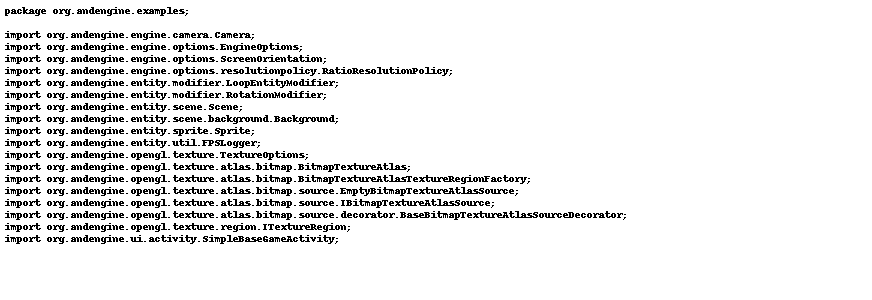 package org.andengine.examples;

import org.andengine.engine.camera.Camera;
import org.andengine.engine.options.EngineOptions;
import org.andengine.engine.options.ScreenOrientation;
import org.andengine.engine.options.resolutionpolicy.RatioResolutionPolicy;
import org.andengine.entity.modifier.LoopEntityModifier;
import org.andengine.entity.modifier.RotationModifier;
import org.andengine.entity.scene.Scene;
import org.andengine.entity.scene.background.Background;
import org.andengine.entity.sprite.Sprite;
import org.andengine.entity.util.FPSLogger;
import org.andengine.opengl.texture.TextureOptions;
import org.andengine.opengl.texture.atlas.bitmap.BitmapTextureAtlas;
import org.andengine.opengl.texture.atlas.bitmap.BitmapTextureAtlasTextureRegionFactory;
import org.andengine.opengl.texture.atlas.bitmap.source.EmptyBitmapTextureAtlasSource;
import org.andengine.opengl.texture.atlas.bitmap.source.IBitmapTextureAtlasSource;
import org.andengine.opengl.texture.atlas.bitmap.source.decorator.BaseBitmapTextureAtlasSourceDecorator;
import org.andengine.opengl.texture.region.ITextureRegion;
import org.andengine.ui.activity.SimpleBaseGameActivity;